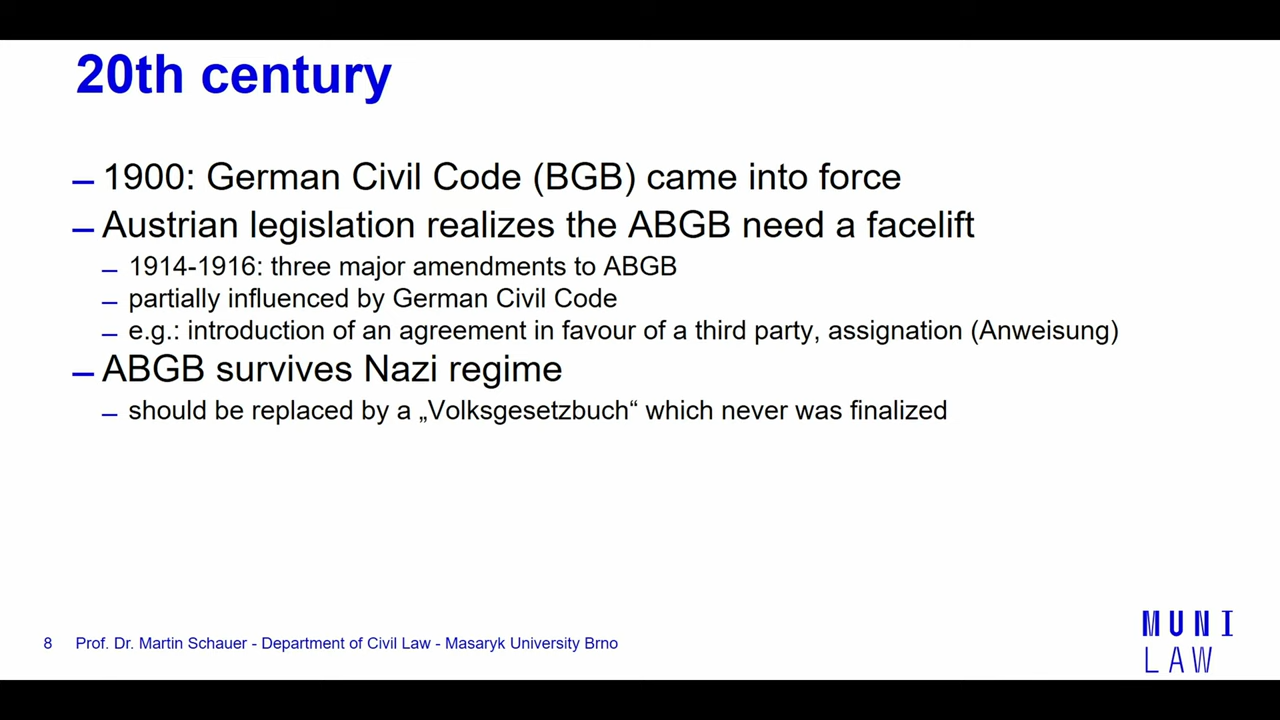 20th century
– 1900: German Civil Code (BGB) came into force
– Austrian legislation realizes the ABGB need a facelift
– 1914-1916: three major amendments to ABGB
– partially influenced by German Civil Code
– e.g.: introduction of an agreement in favour of a third party, assignation (Anweisung)
– ABGB survives Nazi regime
– should be replaced by a „Volksgesetzbuch“ which never was finalized
8 Prof. Dr. Martin Schauer - Department of Civil Law - Masaryk University Brno
MUNI
LAW